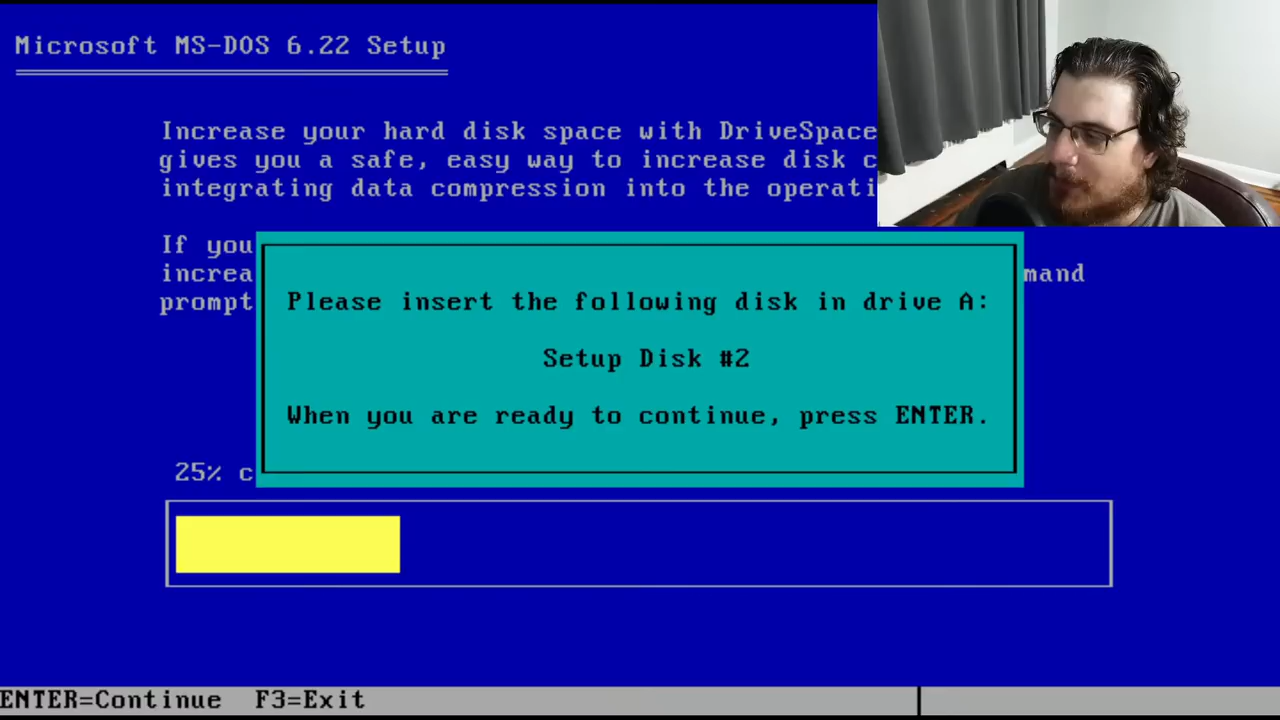 Microsoft MS-DOS 6.22 Setup
Increase your hard disk space with DriveSpace
gives you a safe, easy way to increase disk
integrating data compression into the
If you
mand
prompt
Please insert the following disk in drive A:
Setup Disk #2
When you are ready to continue, press ENTER.
25% c
ENTER=Continue F3=Exit